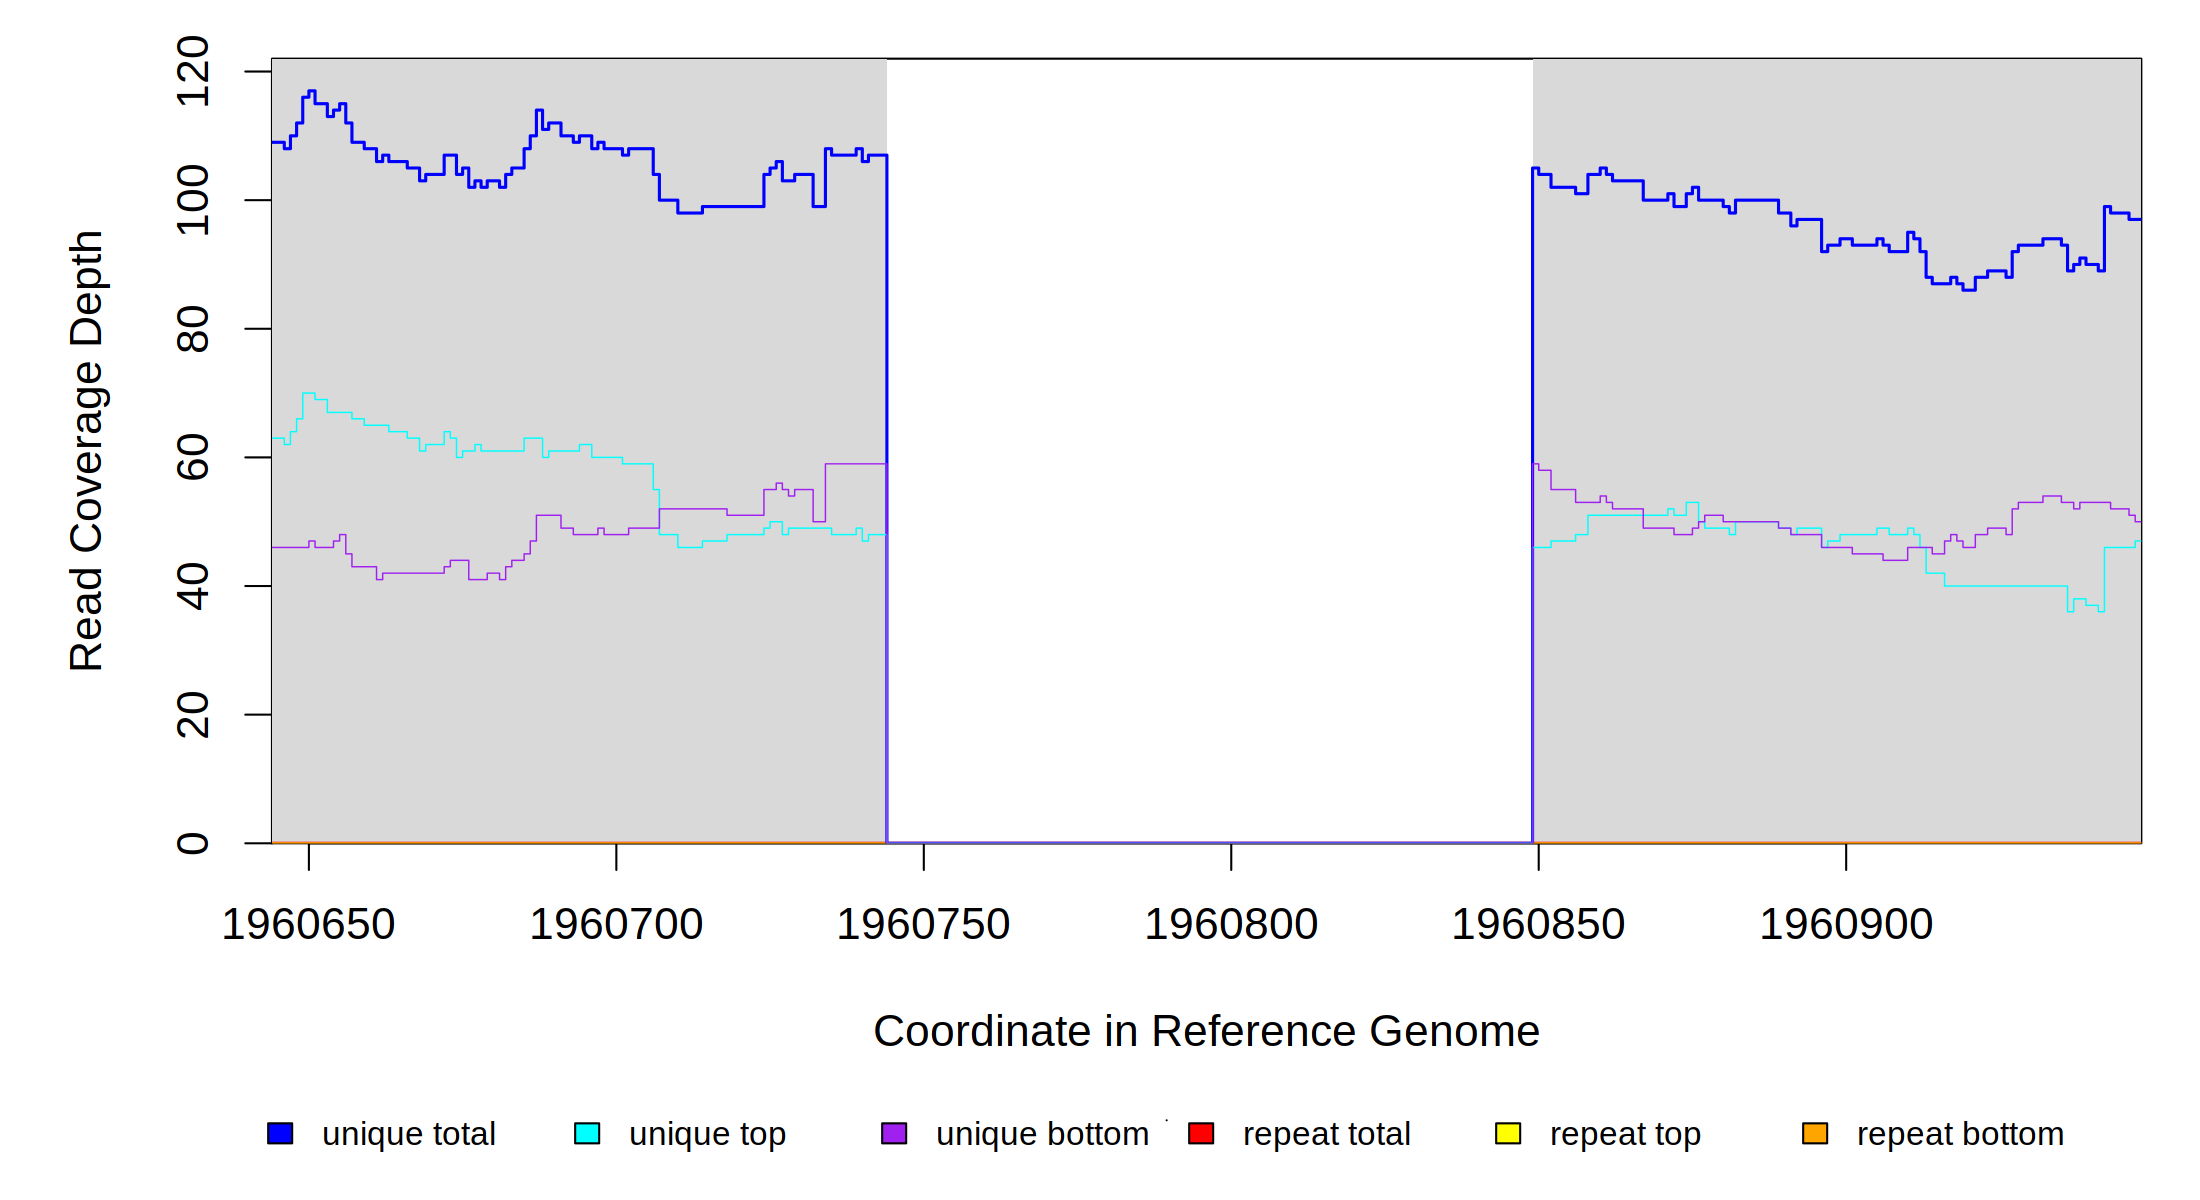 Read Coverage Depth
120
100
80
60
40
20
0
1960650 1960700 1960750 1960800 1960850 1960900
Coordinate in Reference Genome
unique total unique top unique bottom repeat total repeat top repeat bottom